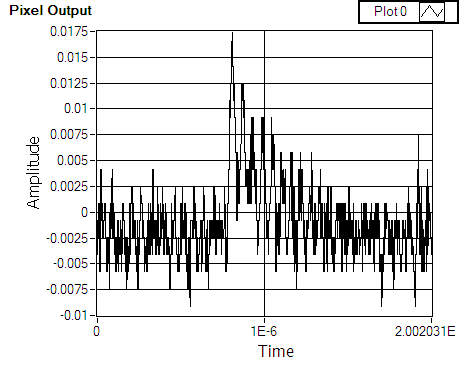 Pixel Output
Plot 0
0.0175
0.015
0.0125
0.01
0.0075
0.005
0.0025
0
-0.0025
-0.005
-0.0075
-0.01
Amplitude
0
1E-6
2.002031E
Time